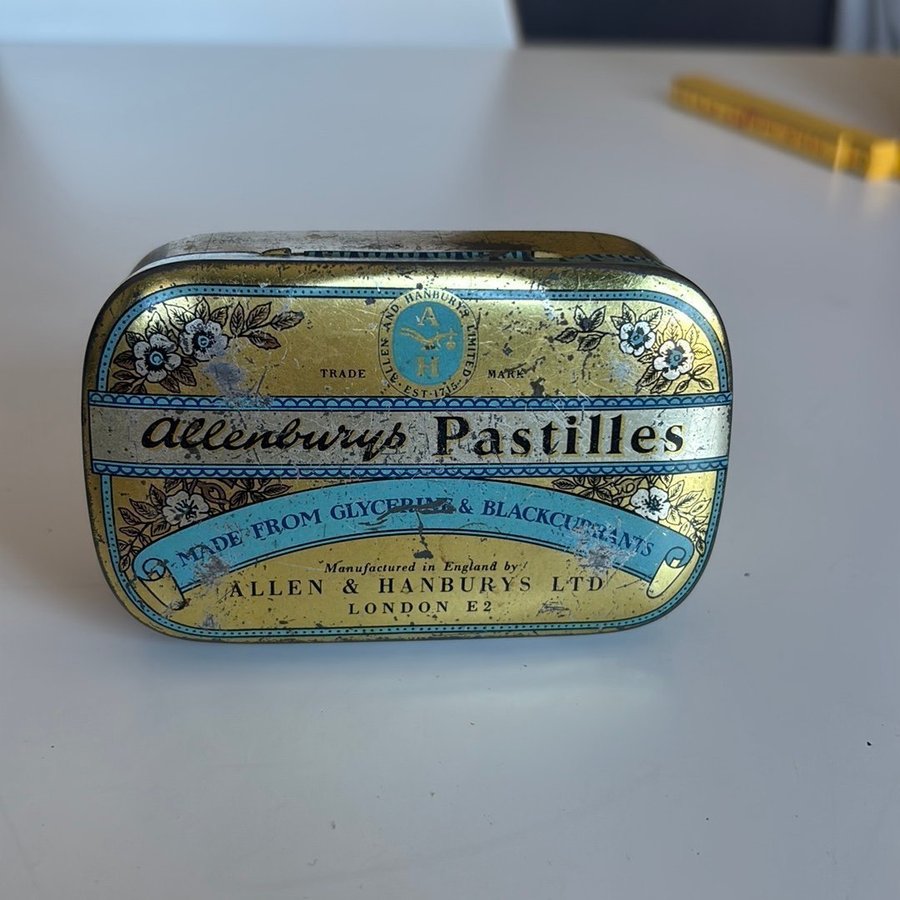 ALLEN AND HANBURYS LIMITED
A
H
· EST · 1715 ·
TRADE MARK
Allenburys Pastilles
MADE FROM GLYCERINE & BLACKCURRANTS
Manufactured in England by
ALLEN & HANBURYS LTD
LONDON E2